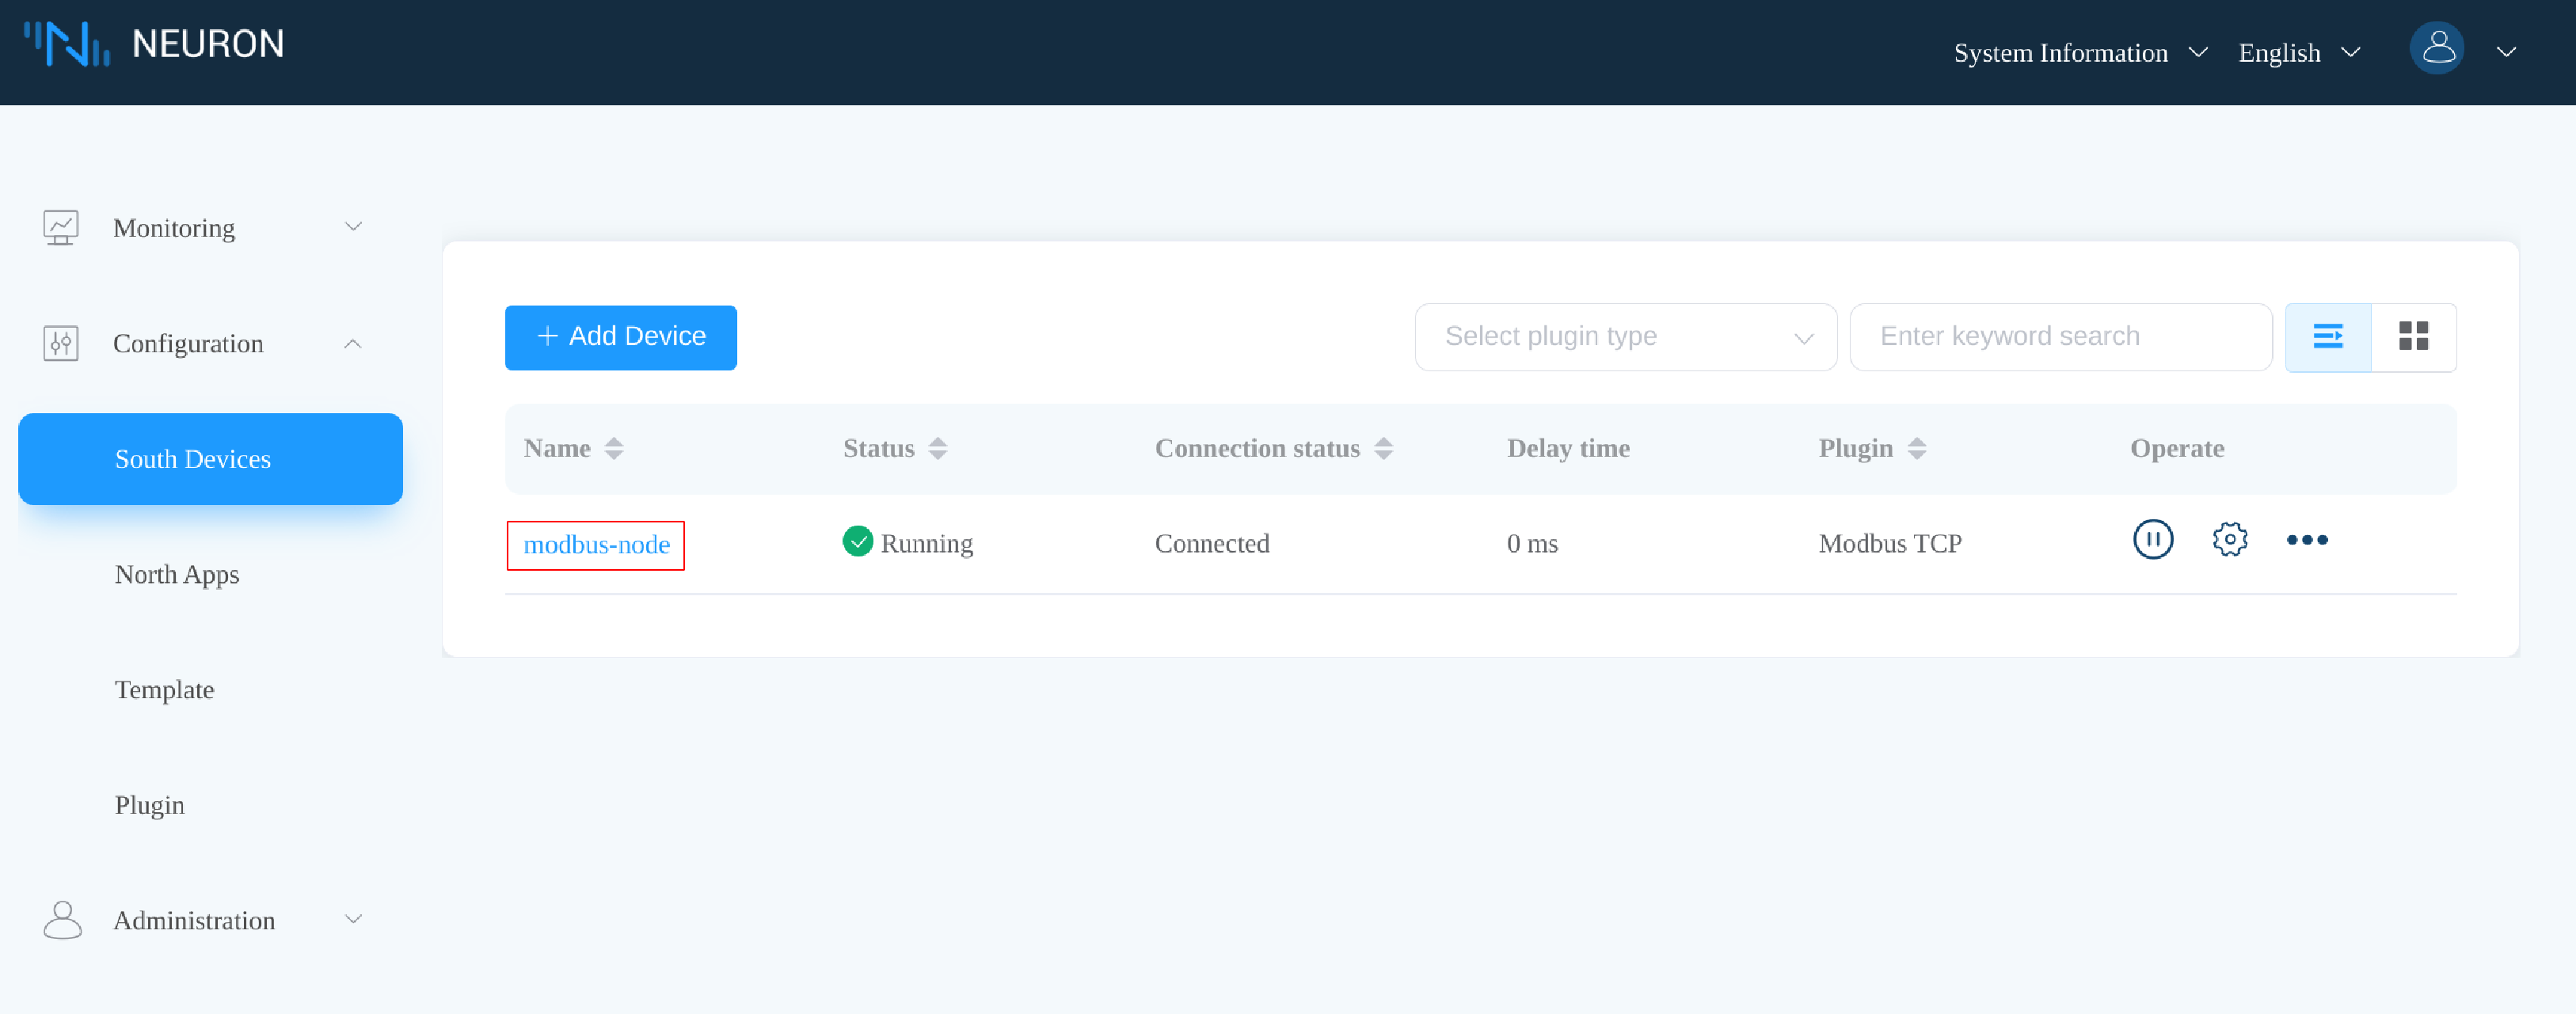 NEURON
System Information English
Monitoring
Configuration
South Devices
North Apps
Template
Plugin
Administration
Add Device Select plugin type Enter keyword search
Name Status Connection status Delay time Plugin Operate
modbus-node Running Connected 0 ms Modbus TCP